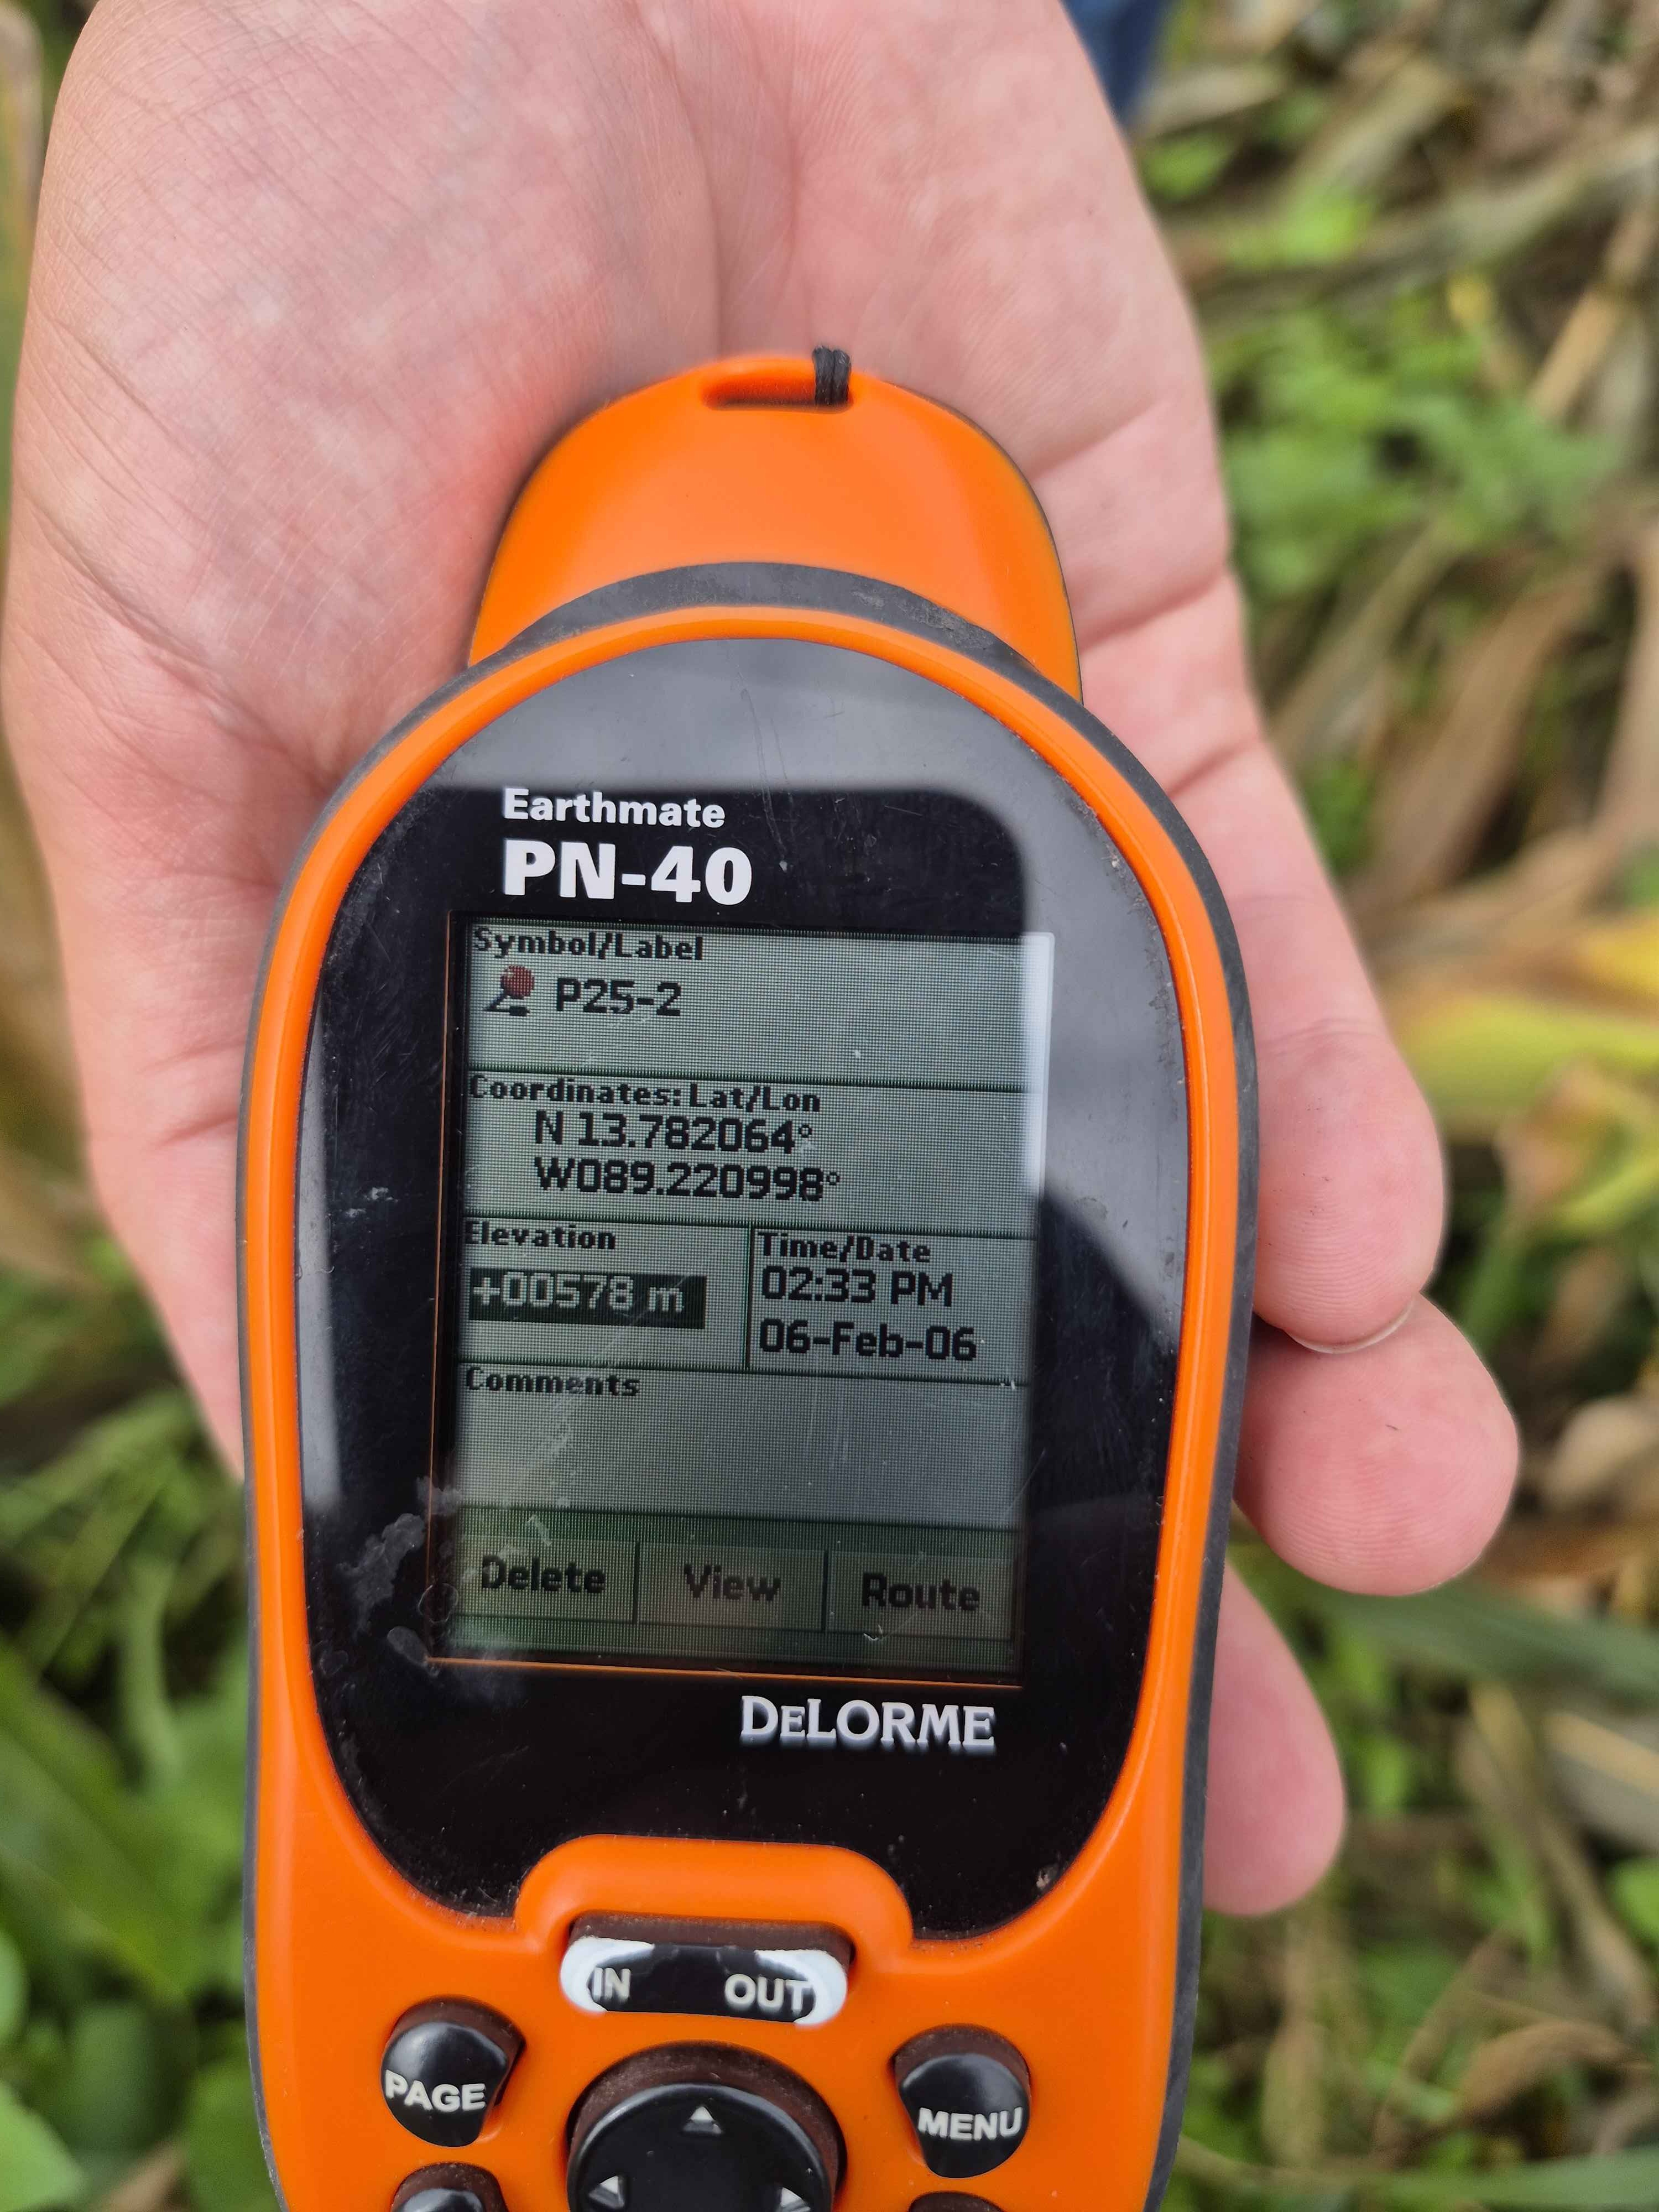 Earthmate
PN-40
Symbol/Label
P25-2
Coordinates: Lat/Lon
N 13.782064°
W089.220998°
Elevation
+00578 m
Time/Date
02:33 PM
06-Feb-06
Comments
Delete View Route
DELORME
IN OUT
PAGE
MENU